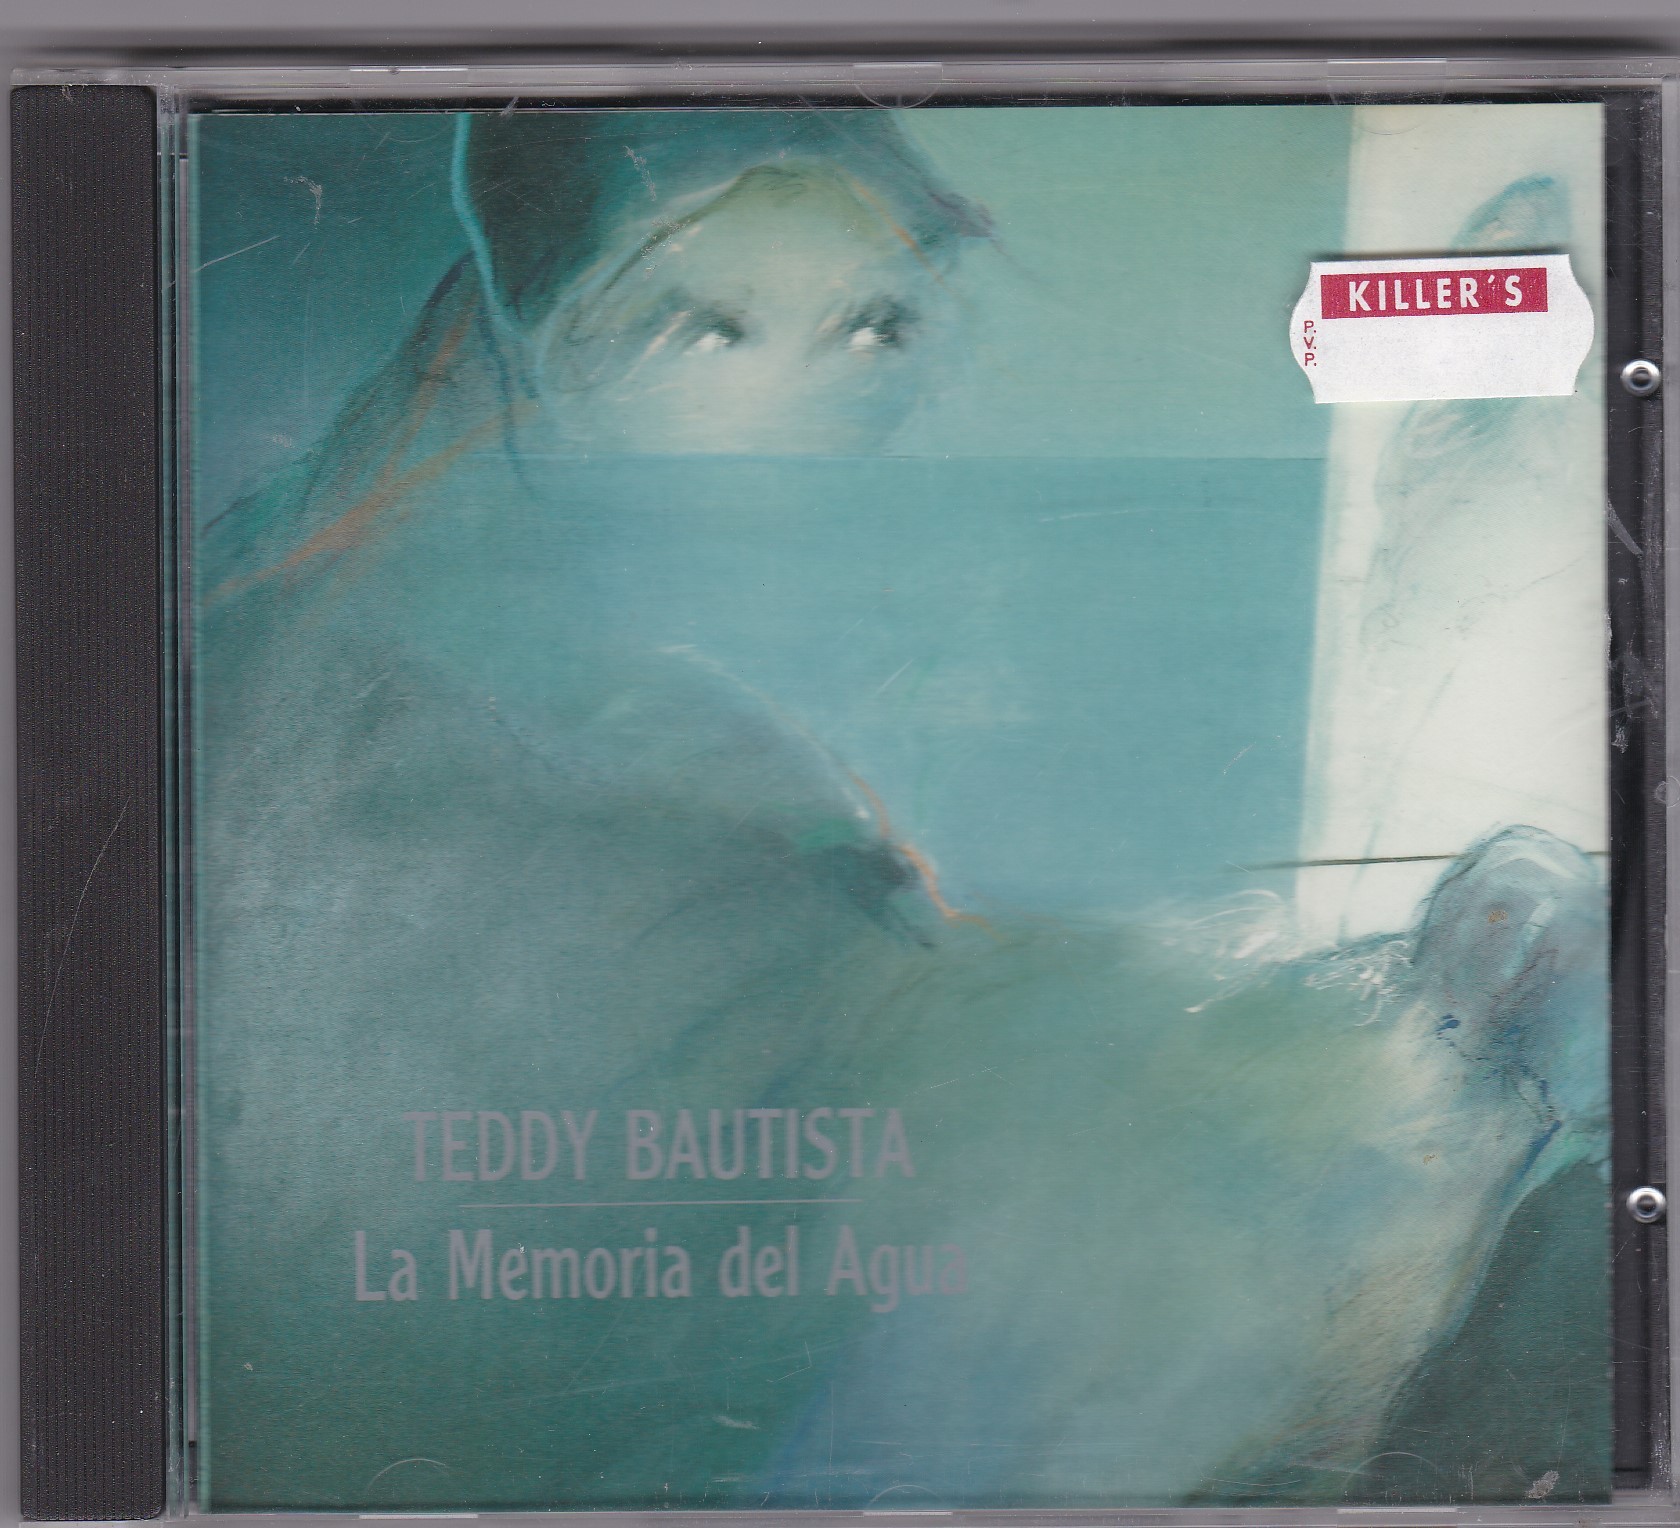 KILLER´S
P.
V.
P.
TEDDY BAUTISTA
La Memoria del Agua